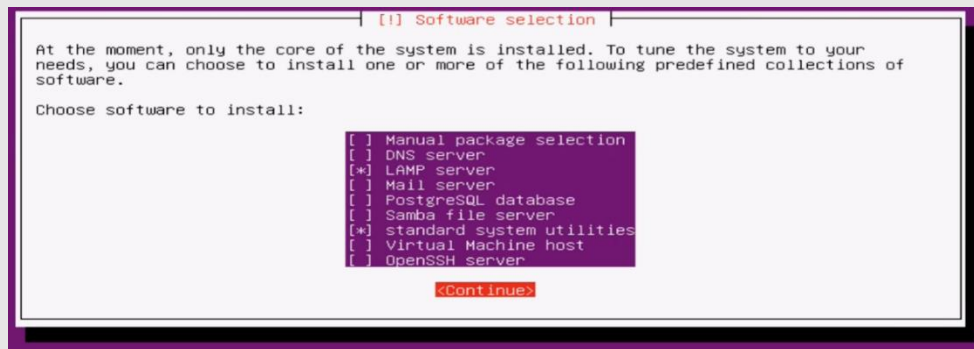 [!] Software selection
At the moment, only the core of the system is installed. To tune the system to your
needs, you can choose to install one or more of the following predefined collections of
software.
Choose software to install:
[ ] Manual package selection
[ ] DNS server
[*] LAMP server
[ ] Mail server
[ ] PostgreSQL database
[ ] Samba file server
[*] standard system utilities
[ ] Virtual Machine host
[ ] OpenSSH server
<Continue>